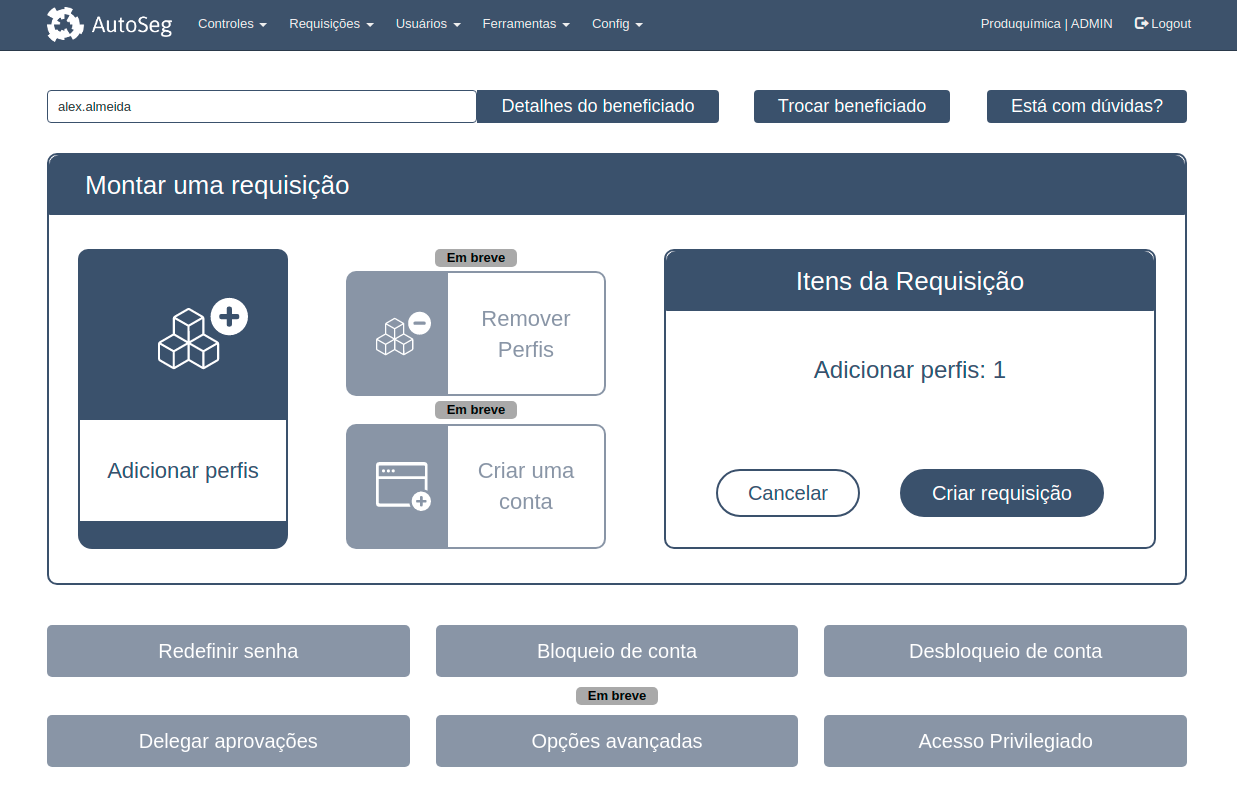 AutoSeg Controles Requisições Usuários Ferramentas Config Produquímica | ADMIN Logout
alex.almeida Detalhes do beneficiado Trocar beneficiado Está com dúvidas?
Montar uma requisição
Adicionar perfis
Em breve
Remover
Perfis
Em breve
Criar uma
conta
Itens da Requisição
Adicionar perfis: 1
Cancelar Criar requisição
Redefinir senha Bloqueio de conta Desbloqueio de conta
Em breve
Delegar aprovações Opções avançadas Acesso Privilegiado